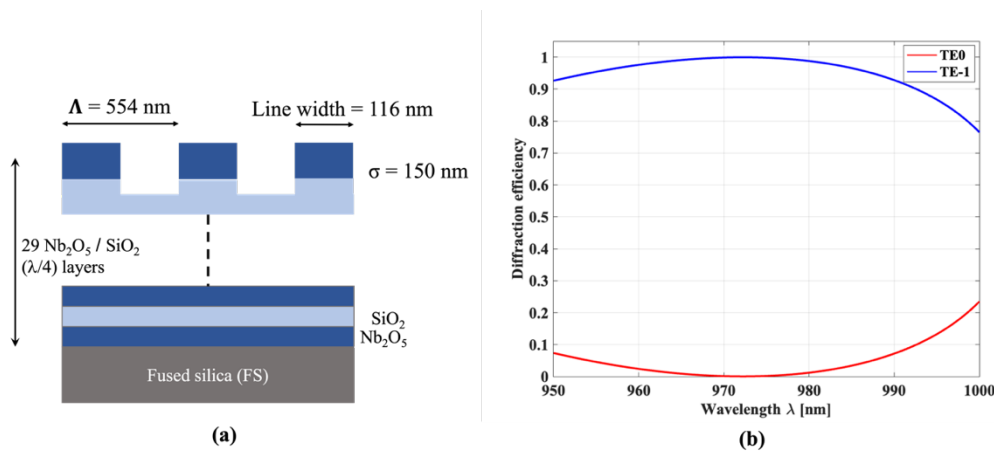 Λ = 554 nm
Line width = 116 nm
σ = 150 nm
29 Nb₂O₅ / SiO₂
(λ/4) layers
SiO₂
Nb₂O₅
Fused silica (FS)
(a)
TE0
TE-1
Diffraction efficiency
1
0.9
0.8
0.7
0.6
0.5
0.4
0.3
0.2
0.1
0
950 960 970 980 990 1000
Wavelength λ [nm]
(b)